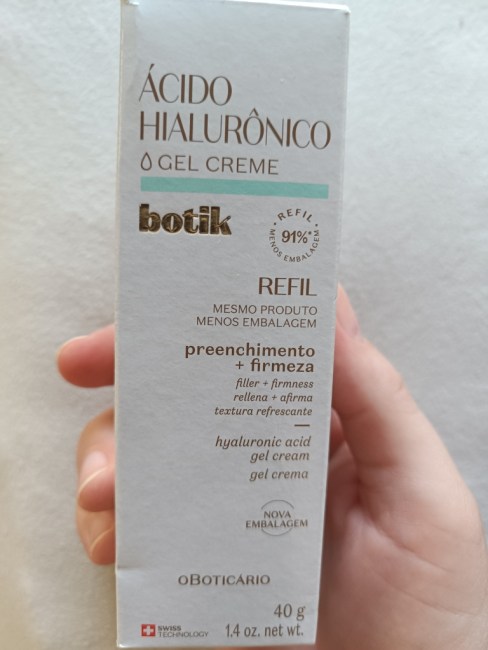 ÁCIDO
HIALURÔNICO
GEL CREME
botik
REFIL
91%*
MENOS EMBALAGEM
REFIL
MESMO PRODUTO
MENOS EMBALAGEM
preenchimento
+ firmeza
filler + firmness
rellena + afirma
textura refrescante
hyaluronic acid
gel cream
gel crema
NOVA
EMBALAGEM
OBOTICÁRIO
40 g
SWISS
TECHNOLOGY
1.4 oz. net wt.